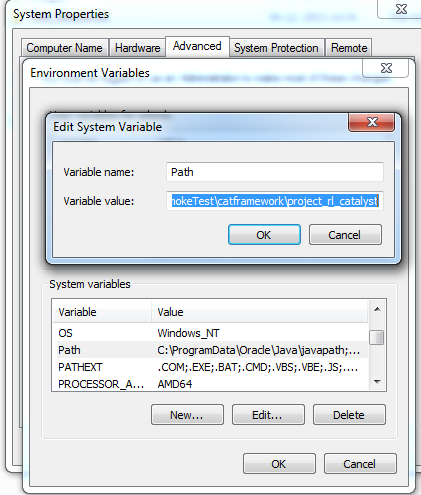 System Properties
Computer Name Hardware Advanced System Protection Remote
Environment Variables
Edit System Variable
Variable name: Path
Variable value: nokeTest\catframework\project_rl_catalyst
OK Cancel
System variables
Variable Value
OS Windows_NT
Path C:\ProgramData\Oracle\Java\javapath;...
PATHEXT .COM;.EXE;.BAT;.CMD;.VBS;.VBE;.JS;....
PROCESSOR_A... AMD64
New... Edit... Delete
OK Cancel